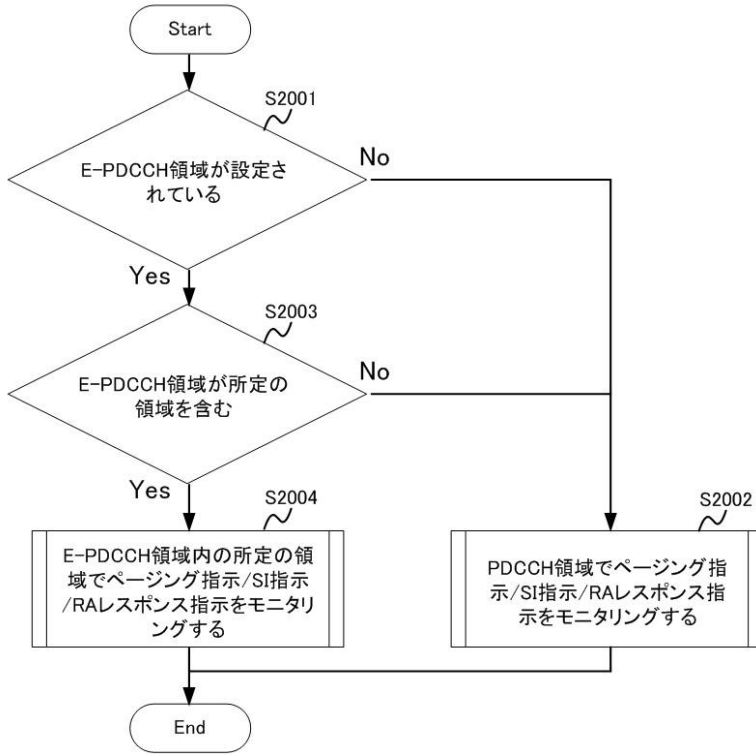 Start
S2001
E-PDCCH領域が設定さ
れている
No
Yes
S2003
E-PDCCH領域が所定の
領域を含む
No
Yes
S2004
E-PDCCH領域内の所定の領
域でページング指示/SI指示
/RAレスポンス指示をモニタリ
ングする
S2002
PDCCH領域でページング指
示/SI指示/RAレスポンス指
示をモニタリングする
End